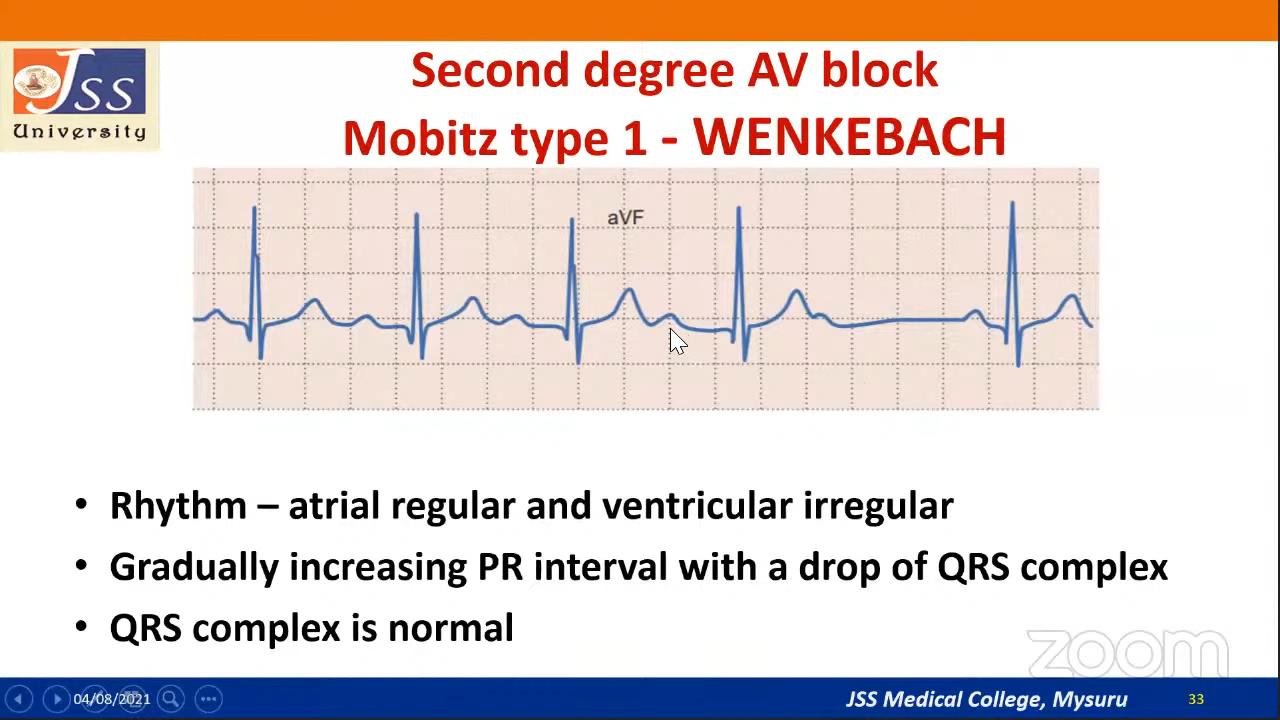 JSS
University
Second degree AV block
Mobitz type 1 - WENKEBACH
aVF
• Rhythm – atrial regular and ventricular irregular
• Gradually increasing PR interval with a drop of QRS complex
• QRS complex is normal
zoom
04/08/2021
JSS Medical College, Mysuru
33